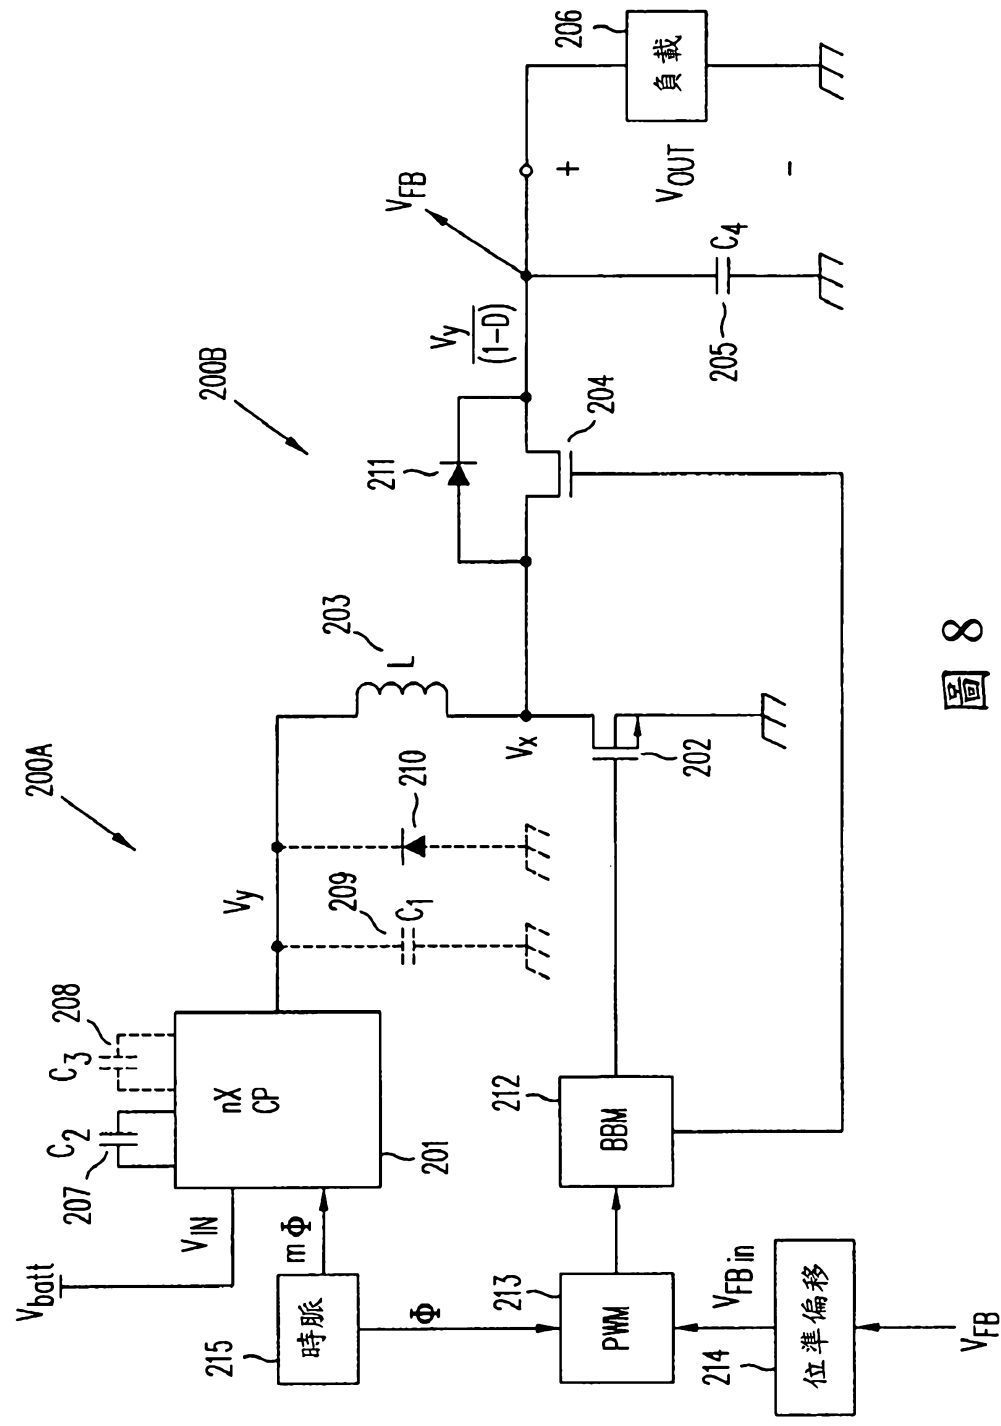 200A
200B
V_batt
V_IN
C_2
207
C_3
208
nX
CP
201
V_y
209
C_1
210
203
L
V_x
202
211
204
V_y
(1-D)
V_FB
205
C_4
+
V_OUT
-
206
負載
215
時脈
mΦ
Φ
213
PWM
212
BBM
V_FBin
214
位準偏移
V_FB
圖 8